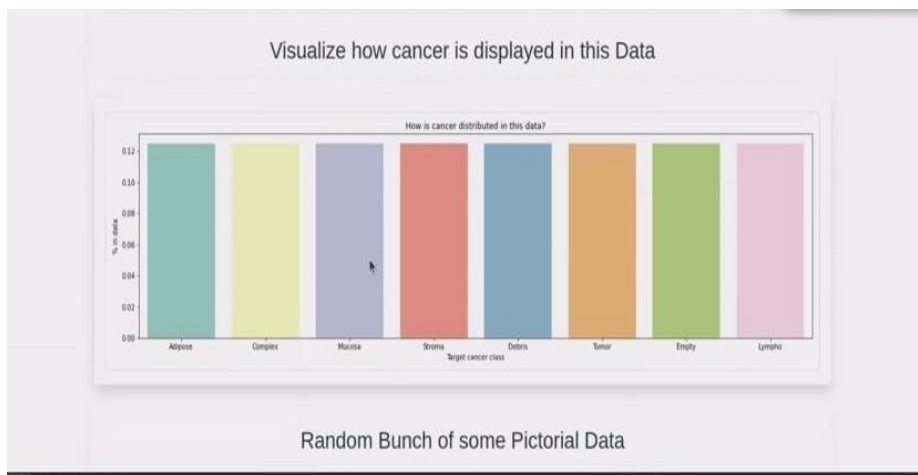 Visualize how cancer is displayed in this Data
How is cancer distributed in this data?
% in data
0.12
0.10
0.08
0.06
0.04
0.02
0.00
Adipose Complex Mucosa Stroma Debris Tumor Empty Lympho
Target cancer class
Random Bunch of some Pictorial Data